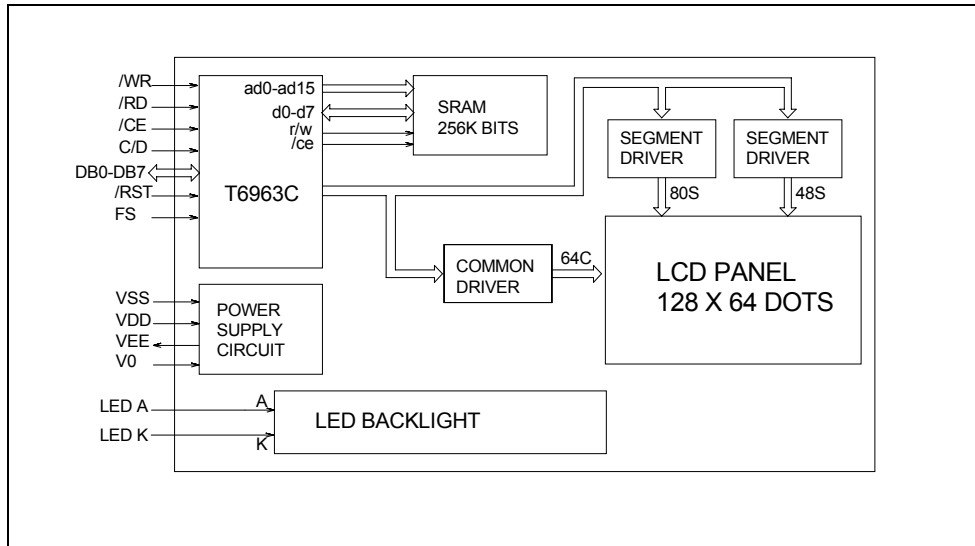 /WR
/RD
/CE
C/D
DB0-DB7
/RST
FS
ad0-ad15
d0-d7
r/w
/ce
T6963C
SRAM
256K BITS
SEGMENT
DRIVER
SEGMENT
DRIVER
80S
48S
COMMON
DRIVER
64C
LCD PANEL
128 X 64 DOTS
VSS
VDD
VEE
V0
POWER
SUPPLY
CIRCUIT
LED A
LED K
A
K
LED BACKLIGHT